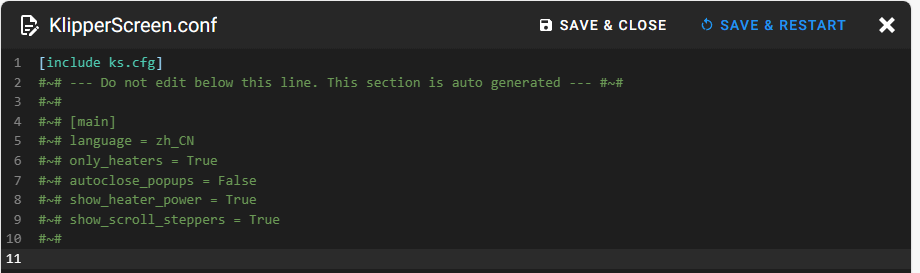 KlipperScreen.conf
SAVE & CLOSE
SAVE & RESTART
1 [include ks.cfg]
2 #~# --- Do not edit below this line. This section is auto generated --- #~#
3 #~#
4 #~# [main]
5 #~# language = zh_CN
6 #~# only_heaters = True
7 #~# autoclose_popups = False
8 #~# show_heater_power = True
9 #~# show_scroll_steppers = True
10 #~#
11